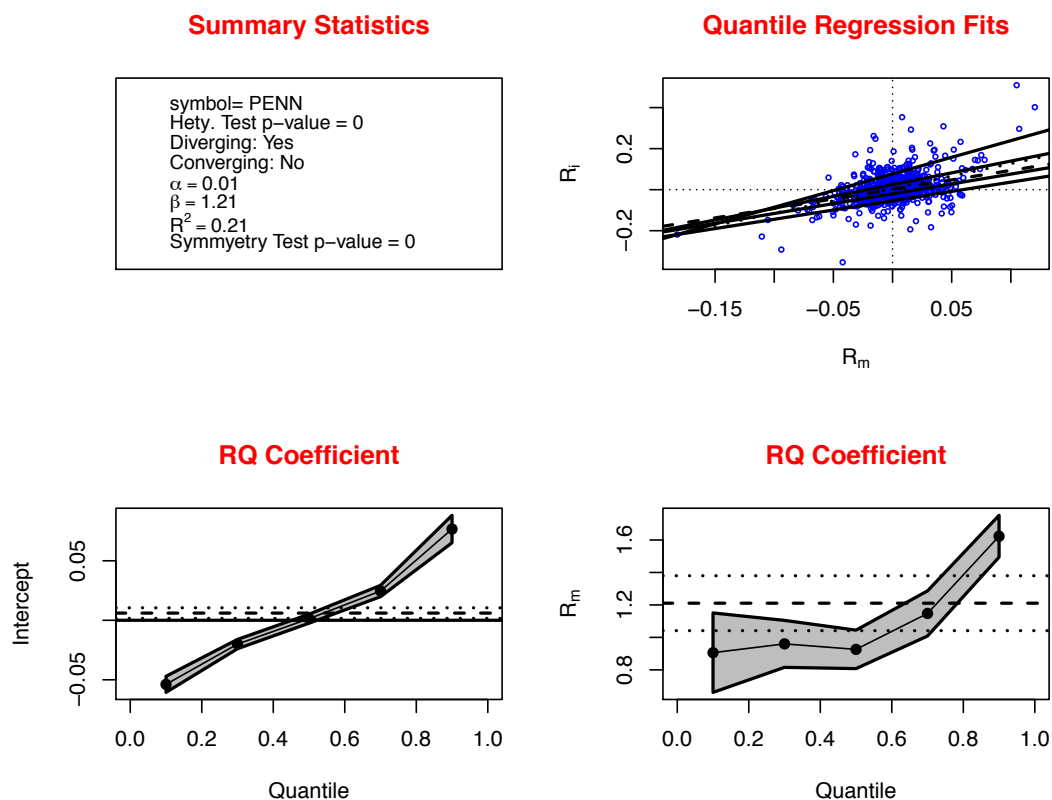 Summary Statistics
symbol= PENN
Hety. Test p−value = 0
Diverging: Yes
Converging: No
α = 0.01
β = 1.21
R² = 0.21
Symmyetry Test p−value = 0
Quantile Regression Fits
Rᵢ
0.2
−0.2
−0.15
−0.05
0.05
Rₘ
RQ Coefficient
Intercept
0.05
−0.05
0.0
0.2
0.4
0.6
0.8
1.0
Quantile
RQ Coefficient
Rₘ
1.6
1.2
0.8
0.0
0.2
0.4
0.6
0.8
1.0
Quantile